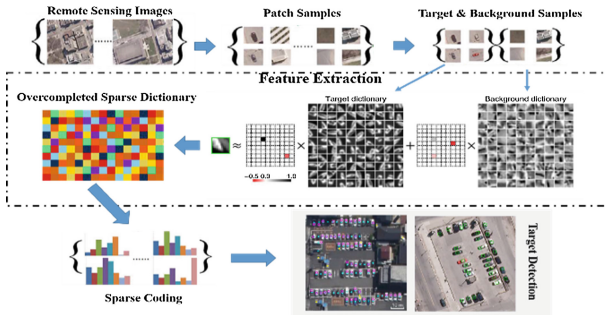 Remote Sensing Images
Patch Samples
Target & Background Samples
Feature Extraction
Overcompleted Sparse Dictionary
Target dictionary
Background dictionary
≈
×
+
×
-0.5 0.3 1.0
Sparse Coding
Target Detection